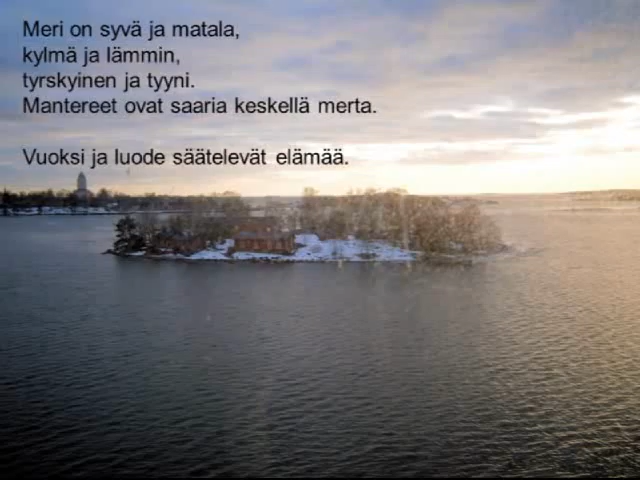 Meri on syvä ja matala,
kylmä ja lämmin,
tyrskyinen ja tyyni.
Mantereet ovat saaria keskellä merta.
Vuoksi ja luode säätelevät elämää.